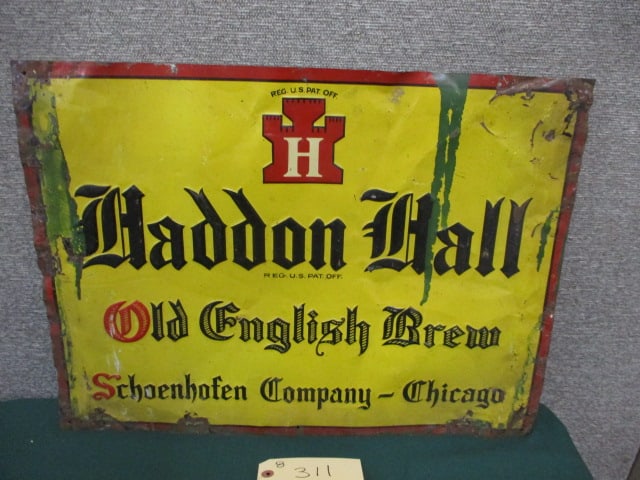 REG. U.S. PAT. OFF.
H
Haddon Hall
REG. U.S. PAT. OFF.
Old English Brew
Schoenhofen Company – Chicago
311